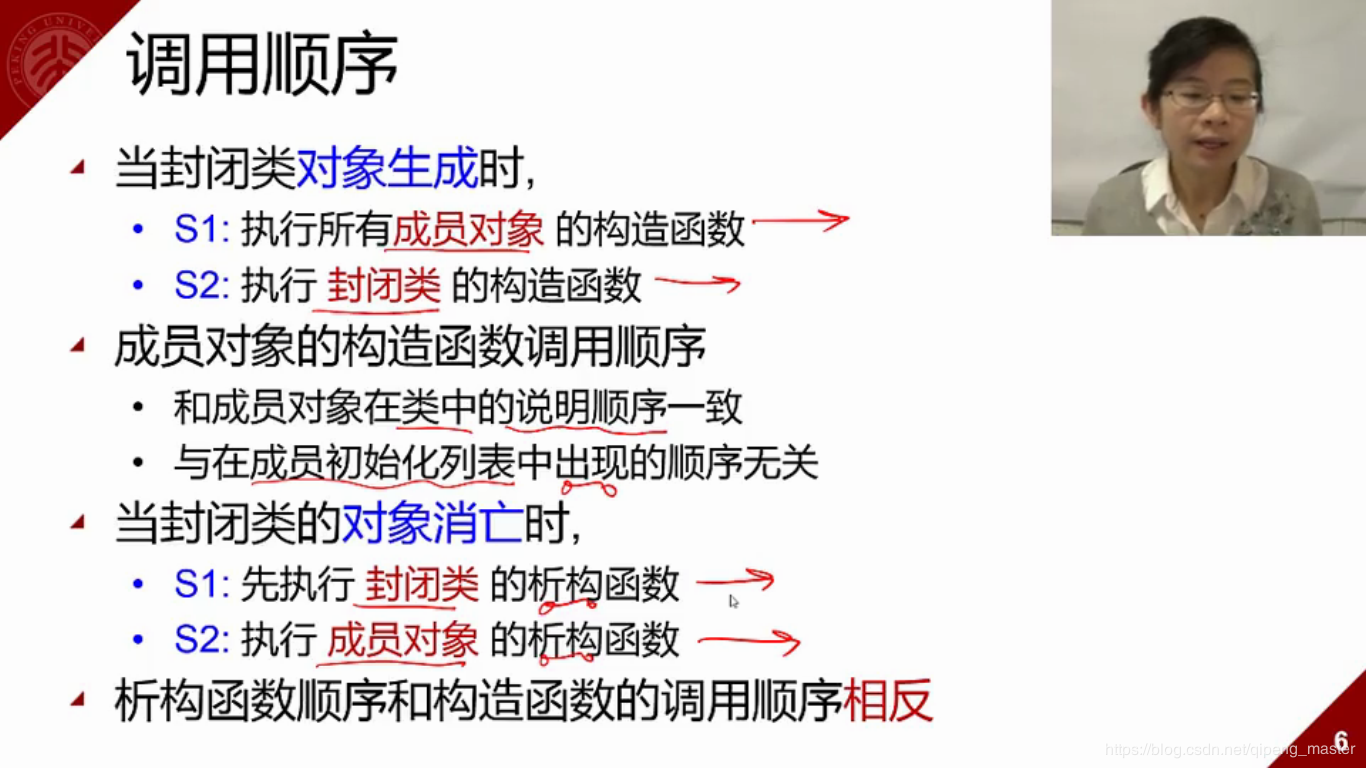 PEKING UNIVER
调用顺序
当封闭类对象生成时,
• S1: 执行所有成员对象 的构造函数
• S2: 执行 封闭类 的构造函数
成员对象的构造函数调用顺序
• 和成员对象在类中的说明顺序一致
• 与在成员初始化列表中出现的顺序无关
当封闭类的对象消亡时,
• S1: 先执行 封闭类 的析构函数
• S2: 执行 成员对象 的析构函数
析构函数顺序和构造函数的调用顺序相反
6
https://blog.csdn.net/qipang_master